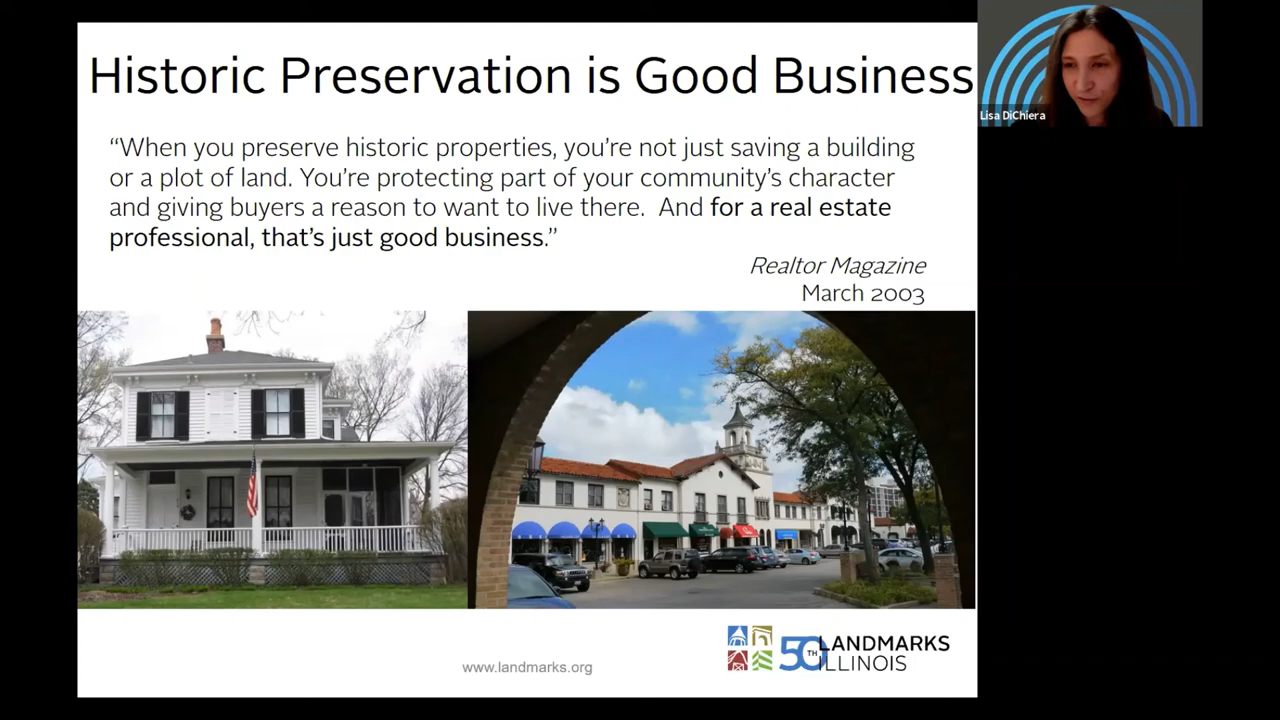 Historic Preservation is Good Business
Lisa DiChiera
“When you preserve historic properties, you’re not just saving a building
or a plot of land. You’re protecting part of your community’s character
and giving buyers a reason to want to live there. And for a real estate
professional, that’s just good business.”
Realtor Magazine
March 2003
www.landmarks.org
50TH LANDMARKS
ILLINOIS